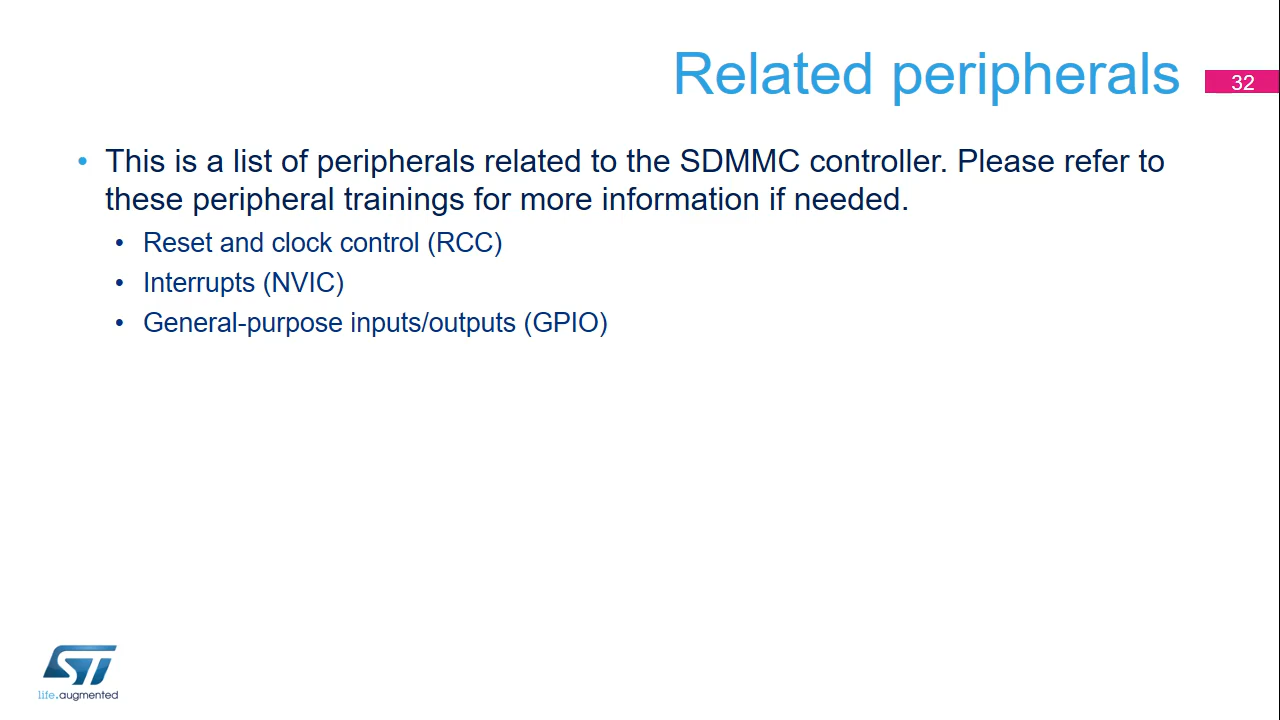 Related peripherals
32
• This is a list of peripherals related to the SDMMC controller. Please refer to
these peripheral trainings for more information if needed.
• Reset and clock control (RCC)
• Interrupts (NVIC)
• General-purpose inputs/outputs (GPIO)
ST
life.augmented